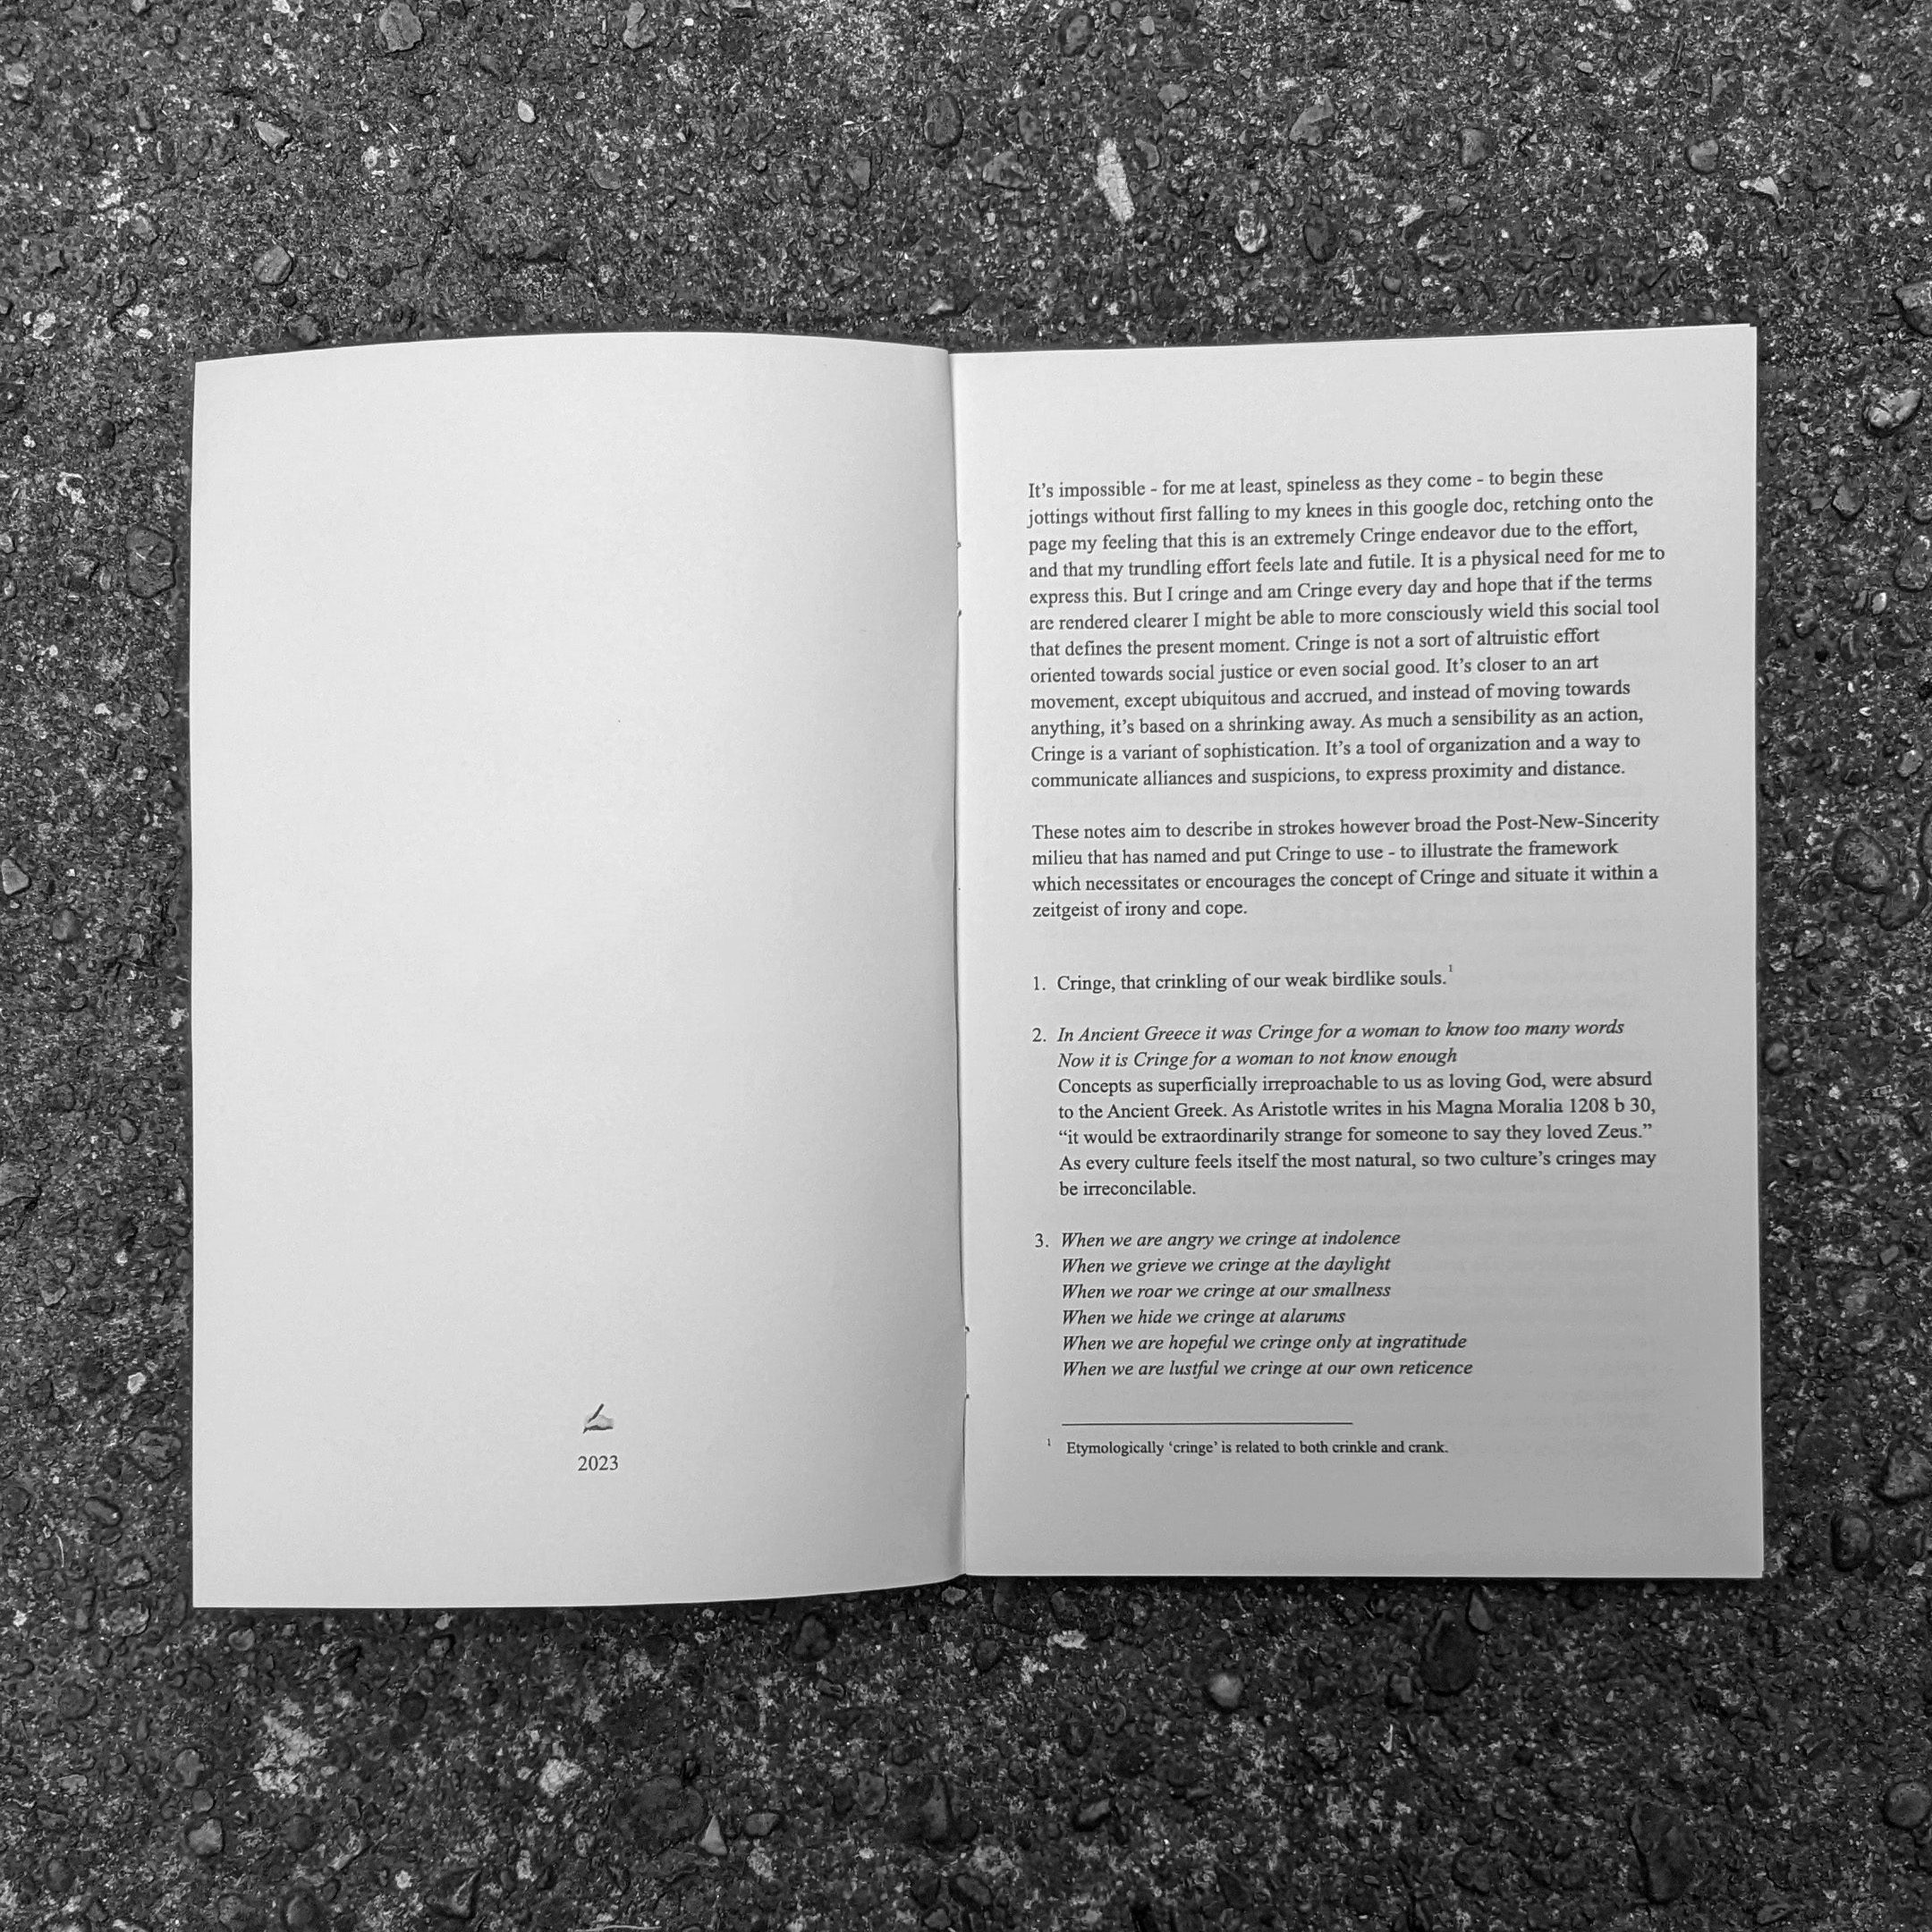 2023
It’s impossible - for me at least, spineless as they come - to begin these
jottings without first falling to my knees in this google doc, retching onto the
page my feeling that this is an extremely Cringe endeavor due to the effort,
and that my trundling effort feels late and futile. It is a physical need for me to
express this. But I cringe and am Cringe every day and hope that if the terms
are rendered clearer I might be able to more consciously wield this social tool
that defines the present moment. Cringe is not a sort of altruistic effort
oriented towards social justice or even social good. It’s closer to an art
movement, except ubiquitous and accrued, and instead of moving towards
anything, it’s based on a shrinking away. As much a sensibility as an action,
Cringe is a variant of sophistication. It’s a tool of organization and a way to
communicate alliances and suspicions, to express proximity and distance.
These notes aim to describe in strokes however broad the Post-New-Sincerity
milieu that has named and put Cringe to use - to illustrate the framework
which necessitates or encourages the concept of Cringe and situate it within a
zeitgeist of irony and cope.
1. Cringe, that crinkling of our weak birdlike souls.¹
2. In Ancient Greece it was Cringe for a woman to know too many words
Now it is Cringe for a woman to not know enough
Concepts as superficially irreproachable to us as loving God, were absurd
to the Ancient Greek. As Aristotle writes in his Magna Moralia 1208 b 30,
“it would be extraordinarily strange for someone to say they loved Zeus.”
As every culture feels itself the most natural, so two culture’s cringes may
be irreconcilable.
3. When we are angry we cringe at indolence
When we grieve we cringe at the daylight
When we roar we cringe at our smallness
When we hide we cringe at alarums
When we are hopeful we cringe only at ingratitude
When we are lustful we cringe at our own reticence
¹ Etymologically ‘cringe’ is related to both crinkle and crank.